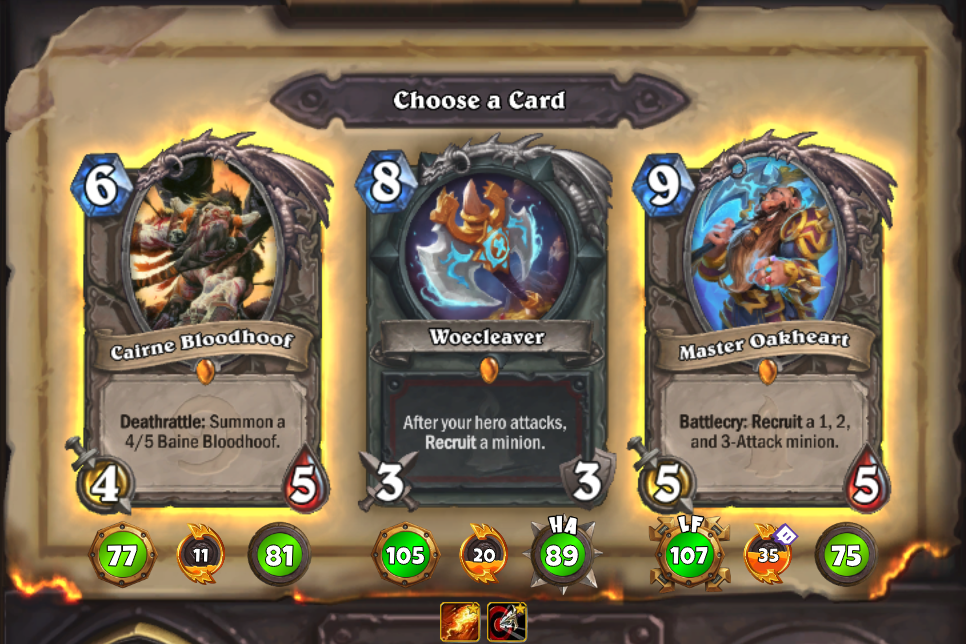 Choose a Card
6
8
9
Cairne Bloodhoof
Woecleaver
Master Oakheart
Deathrattle: Summon a
4/5 Baine Bloodhoof.
After your hero attacks,
Recruit a minion.
Battlecry: Recruit a 1, 2,
and 3-Attack minion.
4
5
3
3
5
5
HA
LF
77
11
81
105
20
89
107
35
75